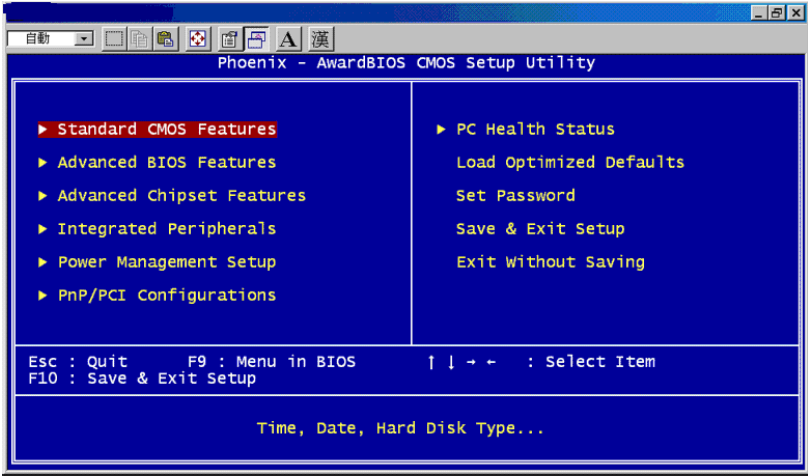 自動
A 漢
Phoenix - AwardBIOS CMOS Setup Utility
▶ Standard CMOS Features
▶ Advanced BIOS Features
▶ Advanced Chipset Features
▶ Integrated Peripherals
▶ Power Management Setup
▶ PnP/PCI Configurations
▶ PC Health Status
Load Optimized Defaults
Set Password
Save & Exit Setup
Exit Without Saving
Esc : Quit F9 : Menu in BIOS ↑ ↓ → ← : Select Item
F10 : Save & Exit Setup
Time, Date, Hard Disk Type...